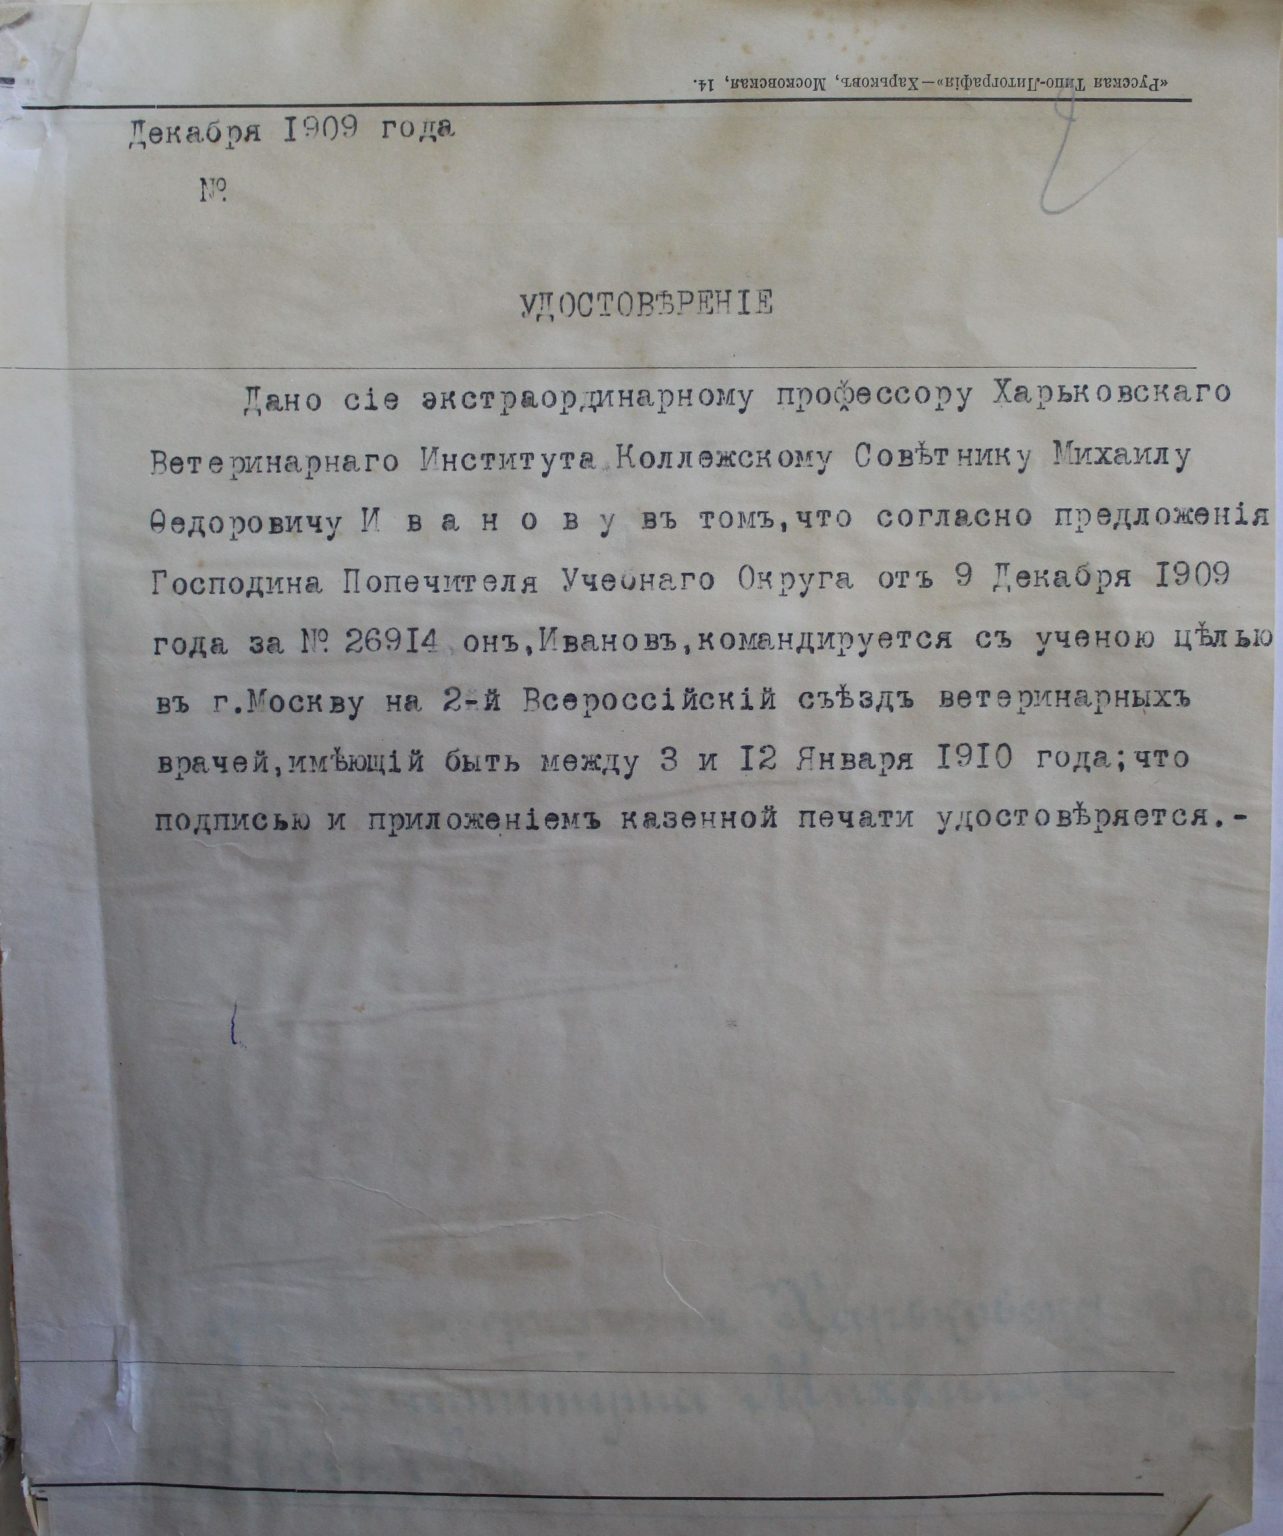 «Русская Типо-Литографія»—Харьковъ, Московская, 14.
Декабря 1909 года
№.
УДОСТОВѢРЕНІЕ
Дано сіе экстраординарному профессору Харьковскаго
Ветеринарнаго Института Коллежскому Совѣтнику Михаилу
Ѳедоровичу И в а н о в у въ томъ,что согласно предложенія
Господина Попечителя Учебнаго Округа отъ 9 Декабря 1909
года за № 26914 онъ,Ивановъ,командируется съ ученою цѣлью
въ г.Москву на 2-й Всероссійскій съѣздъ ветеринарныхъ
врачей,имѣющій быть между 3 и 12 Января 1910 года;что
подписью и приложеніемъ казенной печати удостовѣряется.-